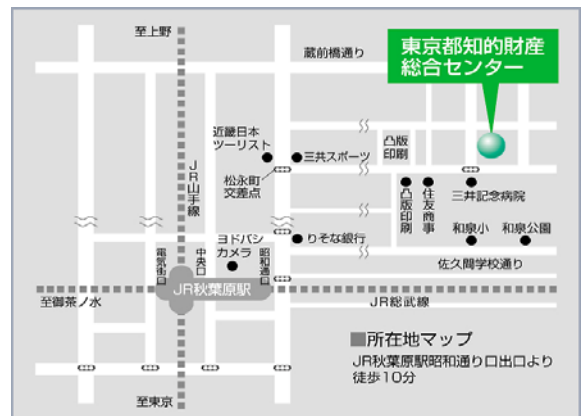 至上野
蔵前橋通り
東京都知的財産
総合センター
近畿日本
ツーリスト
三共スポーツ
凸版
印刷
JR山手線
松永町
交差点
凸版印刷
住友商事
三井記念病院
ヨドバシ
カメラ
りそな銀行
和泉小
和泉公園
電気街口
中央口
昭和通口
佐久間学校通り
JR秋葉原駅
至御茶ノ水
JR総武線
■所在地マップ
JR秋葉原駅昭和通り口出口より
徒歩10分
至東京